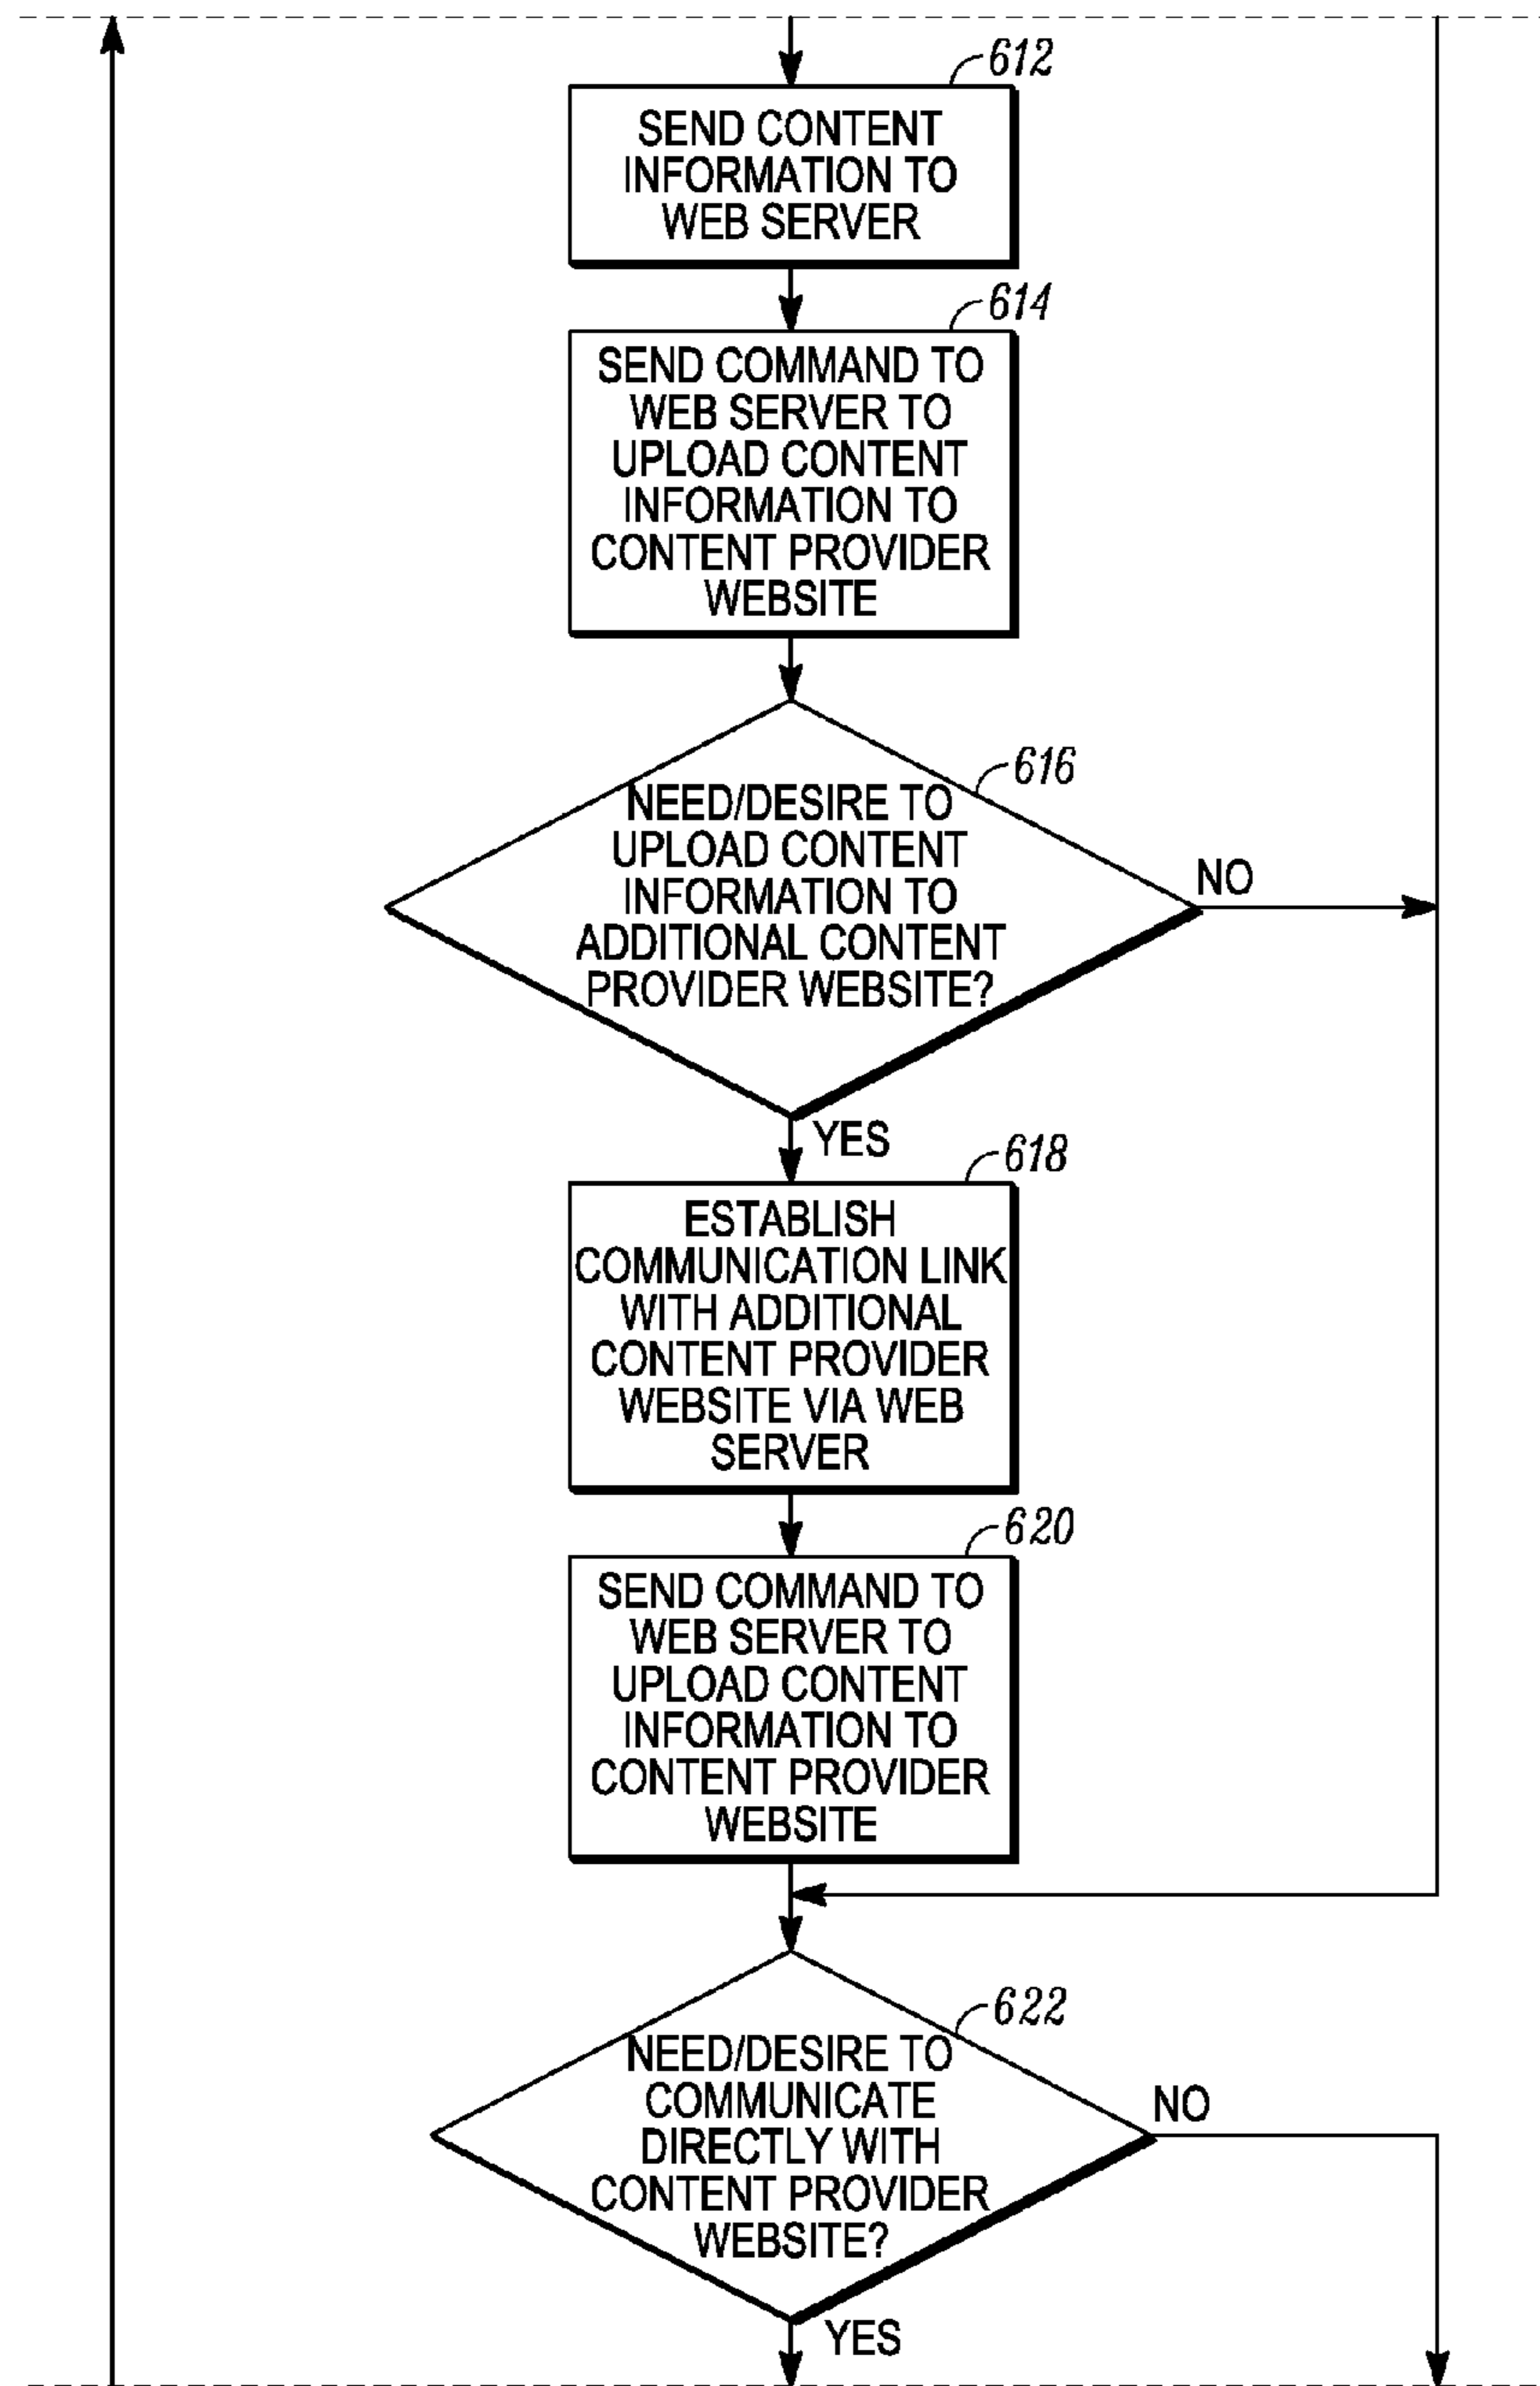 612
SEND CONTENT
INFORMATION TO
WEB SERVER
614
SEND COMMAND TO
WEB SERVER TO
UPLOAD CONTENT
INFORMATION TO
CONTENT PROVIDER
WEBSITE
616
NEED/DESIRE TO
UPLOAD CONTENT
INFORMATION TO
ADDITIONAL CONTENT
PROVIDER WEBSITE?
NO
YES
618
ESTABLISH
COMMUNICATION LINK
WITH ADDITIONAL
CONTENT PROVIDER
WEBSITE VIA WEB
SERVER
620
SEND COMMAND TO
WEB SERVER TO
UPLOAD CONTENT
INFORMATION TO
CONTENT PROVIDER
WEBSITE
622
NEED/DESIRE TO
COMMUNICATE
DIRECTLY WITH
CONTENT PROVIDER
WEBSITE?
NO
YES